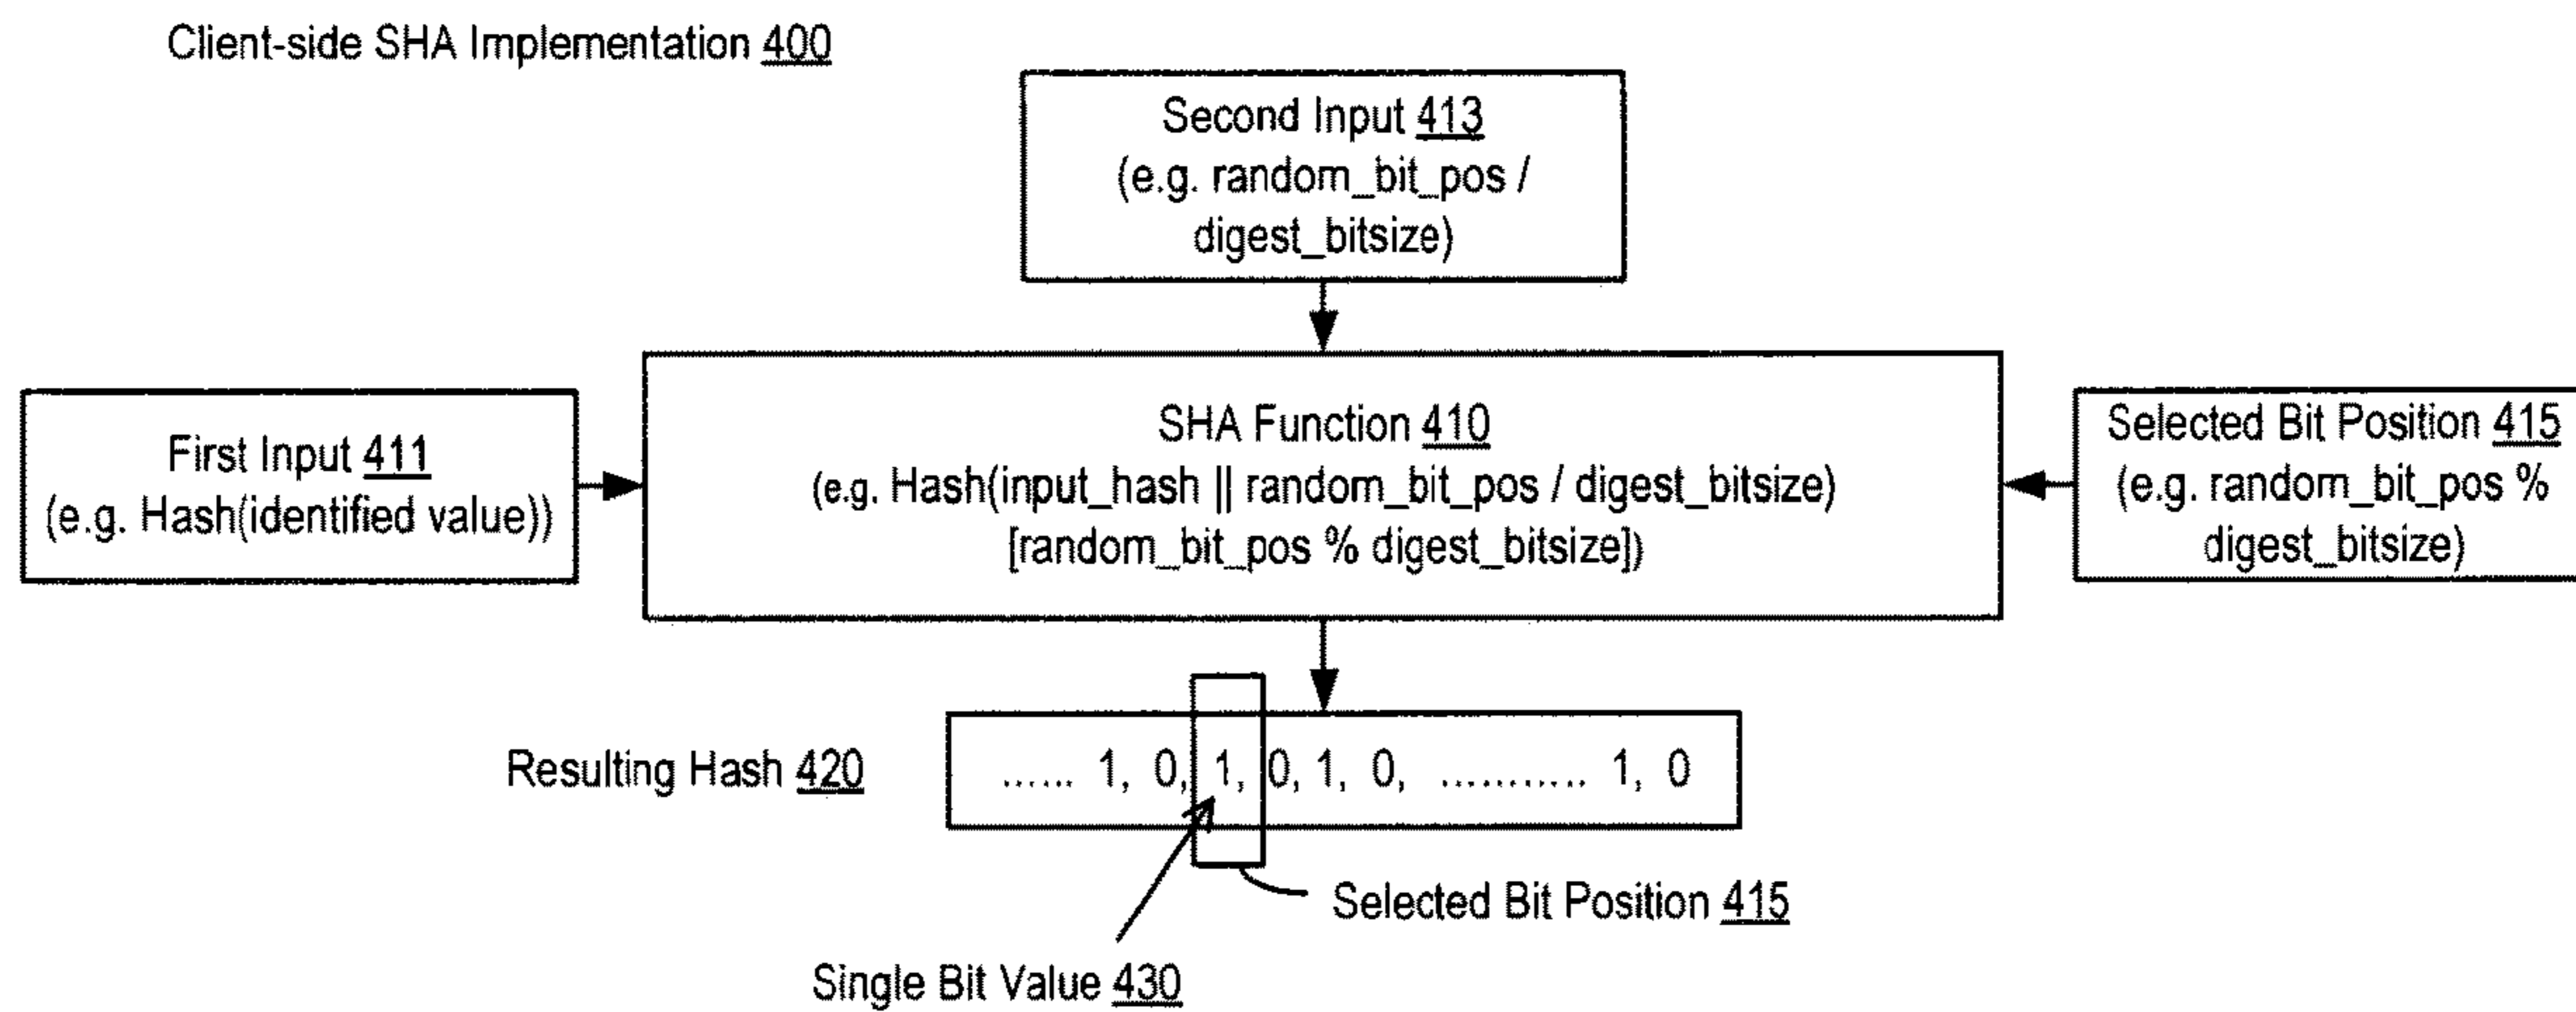 Client-side SHA Implementation 400
Second Input 413
(e.g. random_bit_pos /
digest_bitsize)
First Input 411
(e.g. Hash(identified value))
SHA Function 410
(e.g. Hash(input_hash || random_bit_pos / digest_bitsize)
[random_bit_pos % digest_bitsize])
Selected Bit Position 415
(e.g. random_bit_pos %
digest_bitsize)
Resulting Hash 420
...... 1, 0, 1, 0, 1, 0, ........... 1, 0
Selected Bit Position 415
Single Bit Value 430